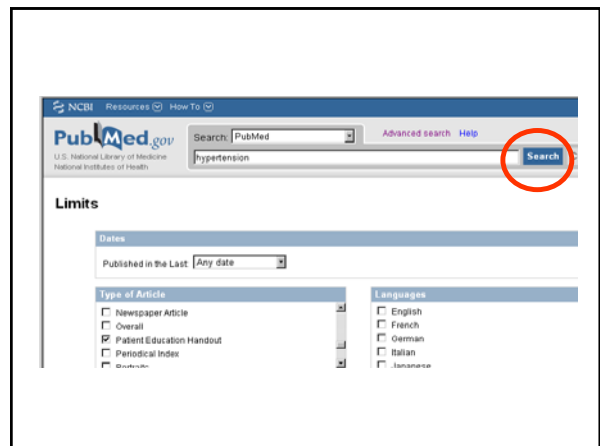 NCBI Resources How To
PubMed.gov
U.S. National Library of Medicine
National Institutes of Health
Search: PubMed
Advanced search Help
hypertension
Search
Limits
Dates
Published in the Last: Any date
Type of Article
Newspaper Article
Overall
Patient Education Handout
Periodical Index
Portraits
Languages
English
French
German
Italian
Japanese